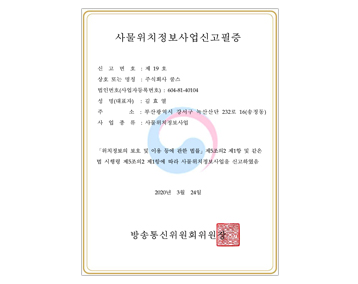 사물위치정보사업신고필증
신 고 번 호 : 제 19 호
상호 또는 명칭 : 주식회사 쿰스
법인번호(사업자등록번호) : 604-81-40104
성 명(대표자) : 김 효 영
주 소 : 부산광역시 강서구 녹산산단 232로 16(송정동)
사 업 종 류 : 사물위치정보사업
「위치정보의 보호 및 이용 등에 관한 법률」 제5조의2 제1항 및 같은
법 시행령 제5조의2 제1항에 따라 사물위치정보사업을 신고하였음
2020년 3월 24일
방송통신위원회위원장